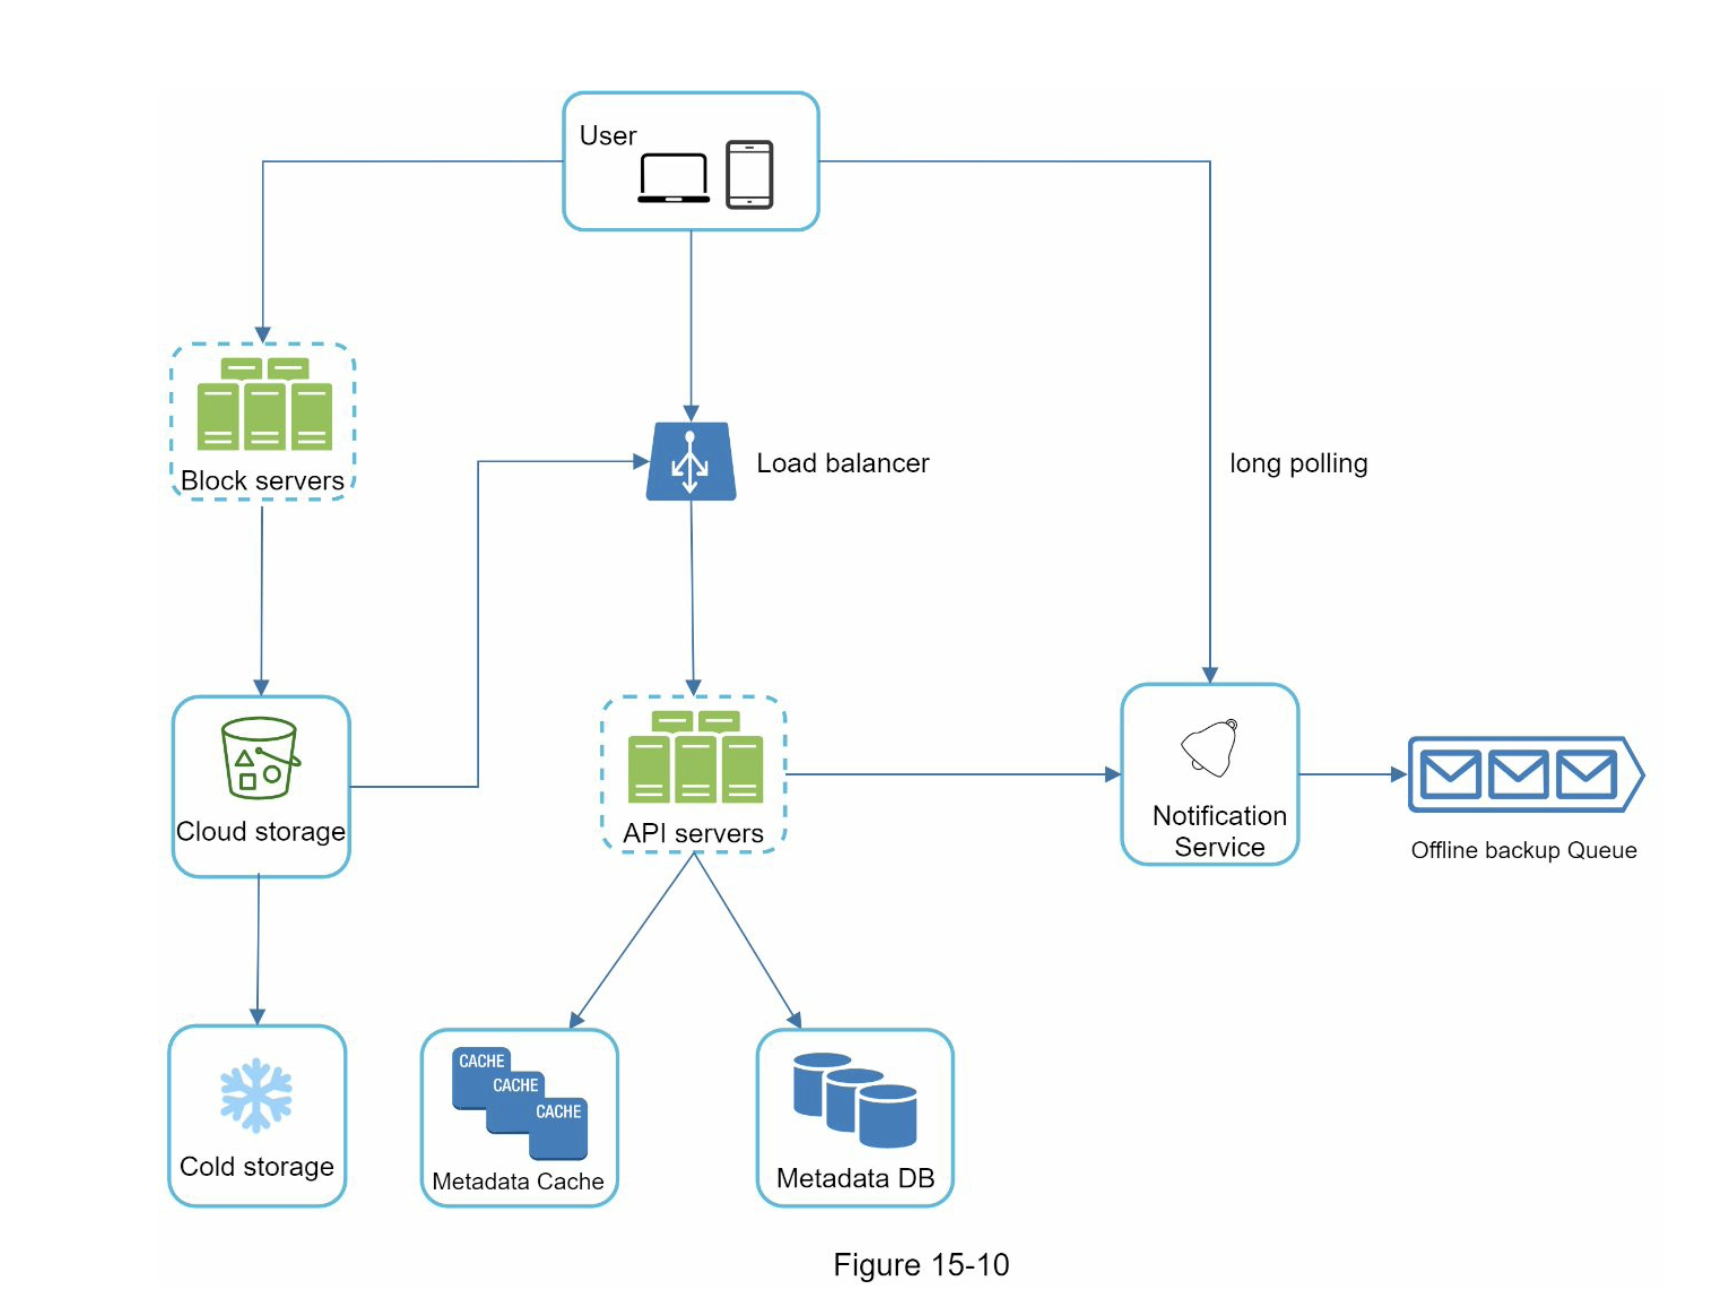 User
Block servers
Load balancer
long polling
Cloud storage
API servers
Notification
Service
Offline backup Queue
Cold storage
CACHE
CACHE
CACHE
Metadata Cache
Metadata DB
Figure 15-10